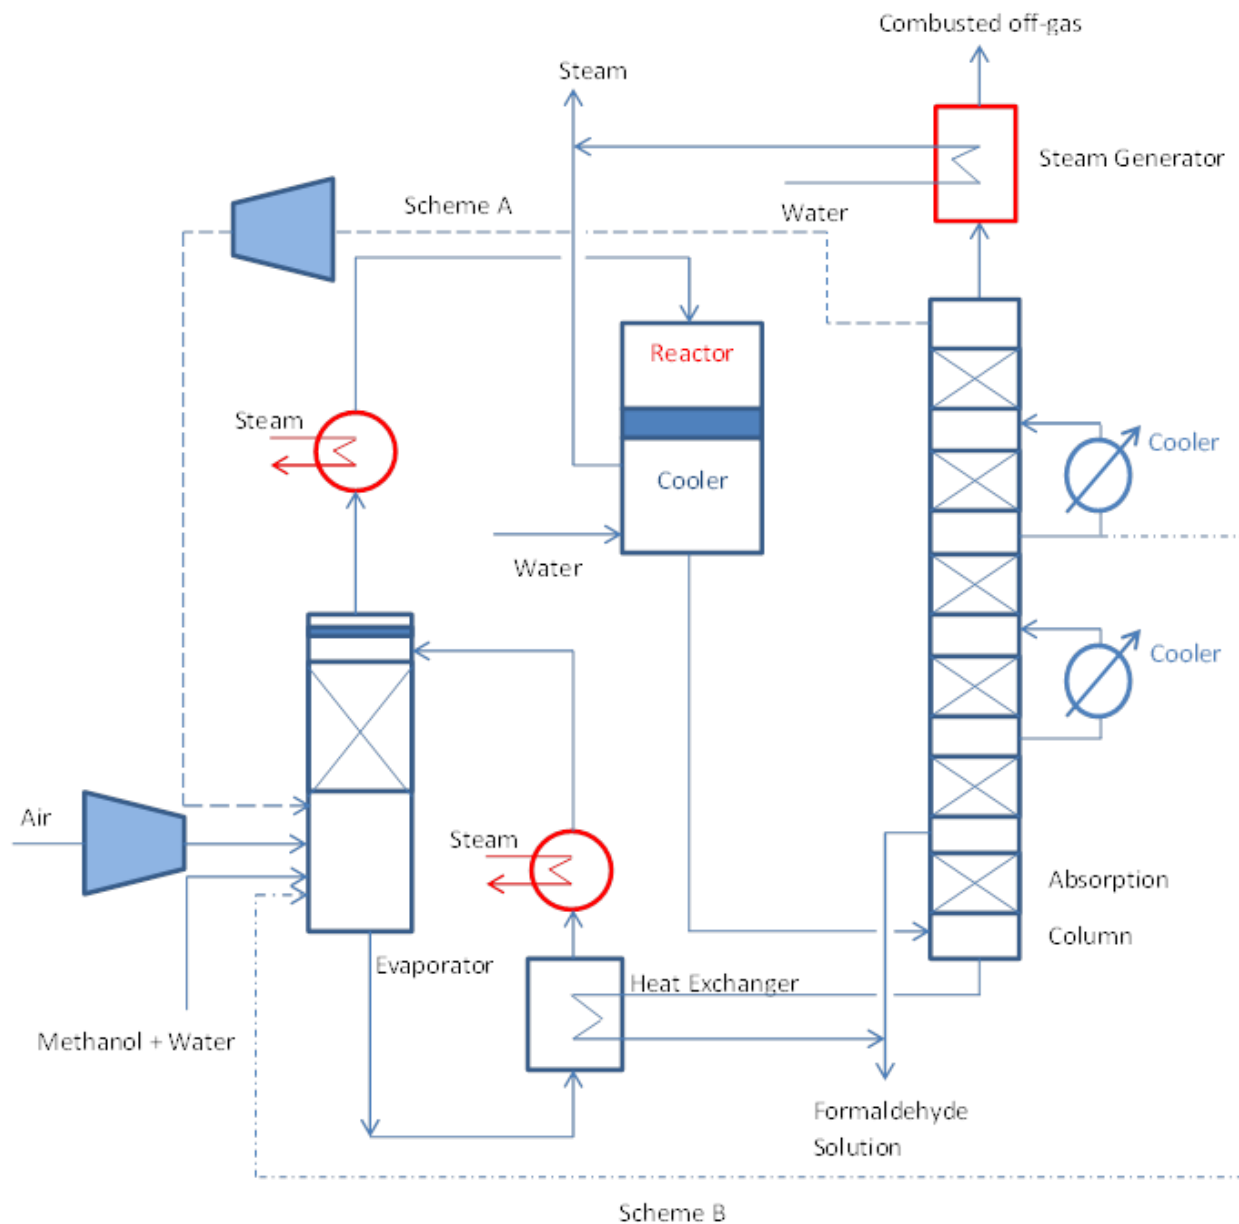 Combusted off-gas
Steam
Steam Generator
Scheme A
Water
Reactor
Steam
Cooler
Cooler
Water
Cooler
Air
Steam
Absorption
Column
Evaporator
Heat Exchanger
Methanol + Water
Formaldehyde
Solution
Scheme B